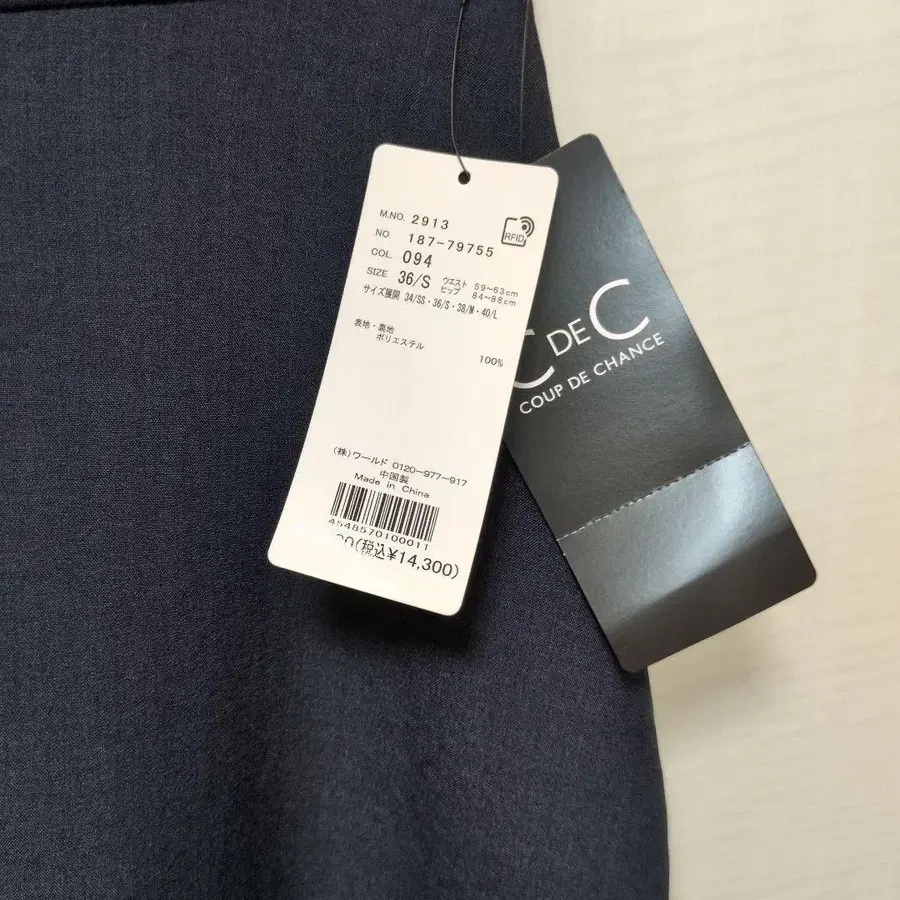 M.NO. 2913
NO. 187-79755
RFID
COL. 094
SIZE 36/S ウエスト 59~63cm
ヒップ 84~88cm
サイズ展開 34/SS・36/S・38/M・40/L
表地・裏地
ポリエステル 100%
(株)ワールド 0120-977-917
中国製
Made in China
4548570100011
(税込¥14,300)
C DE C
COUP DE CHANCE